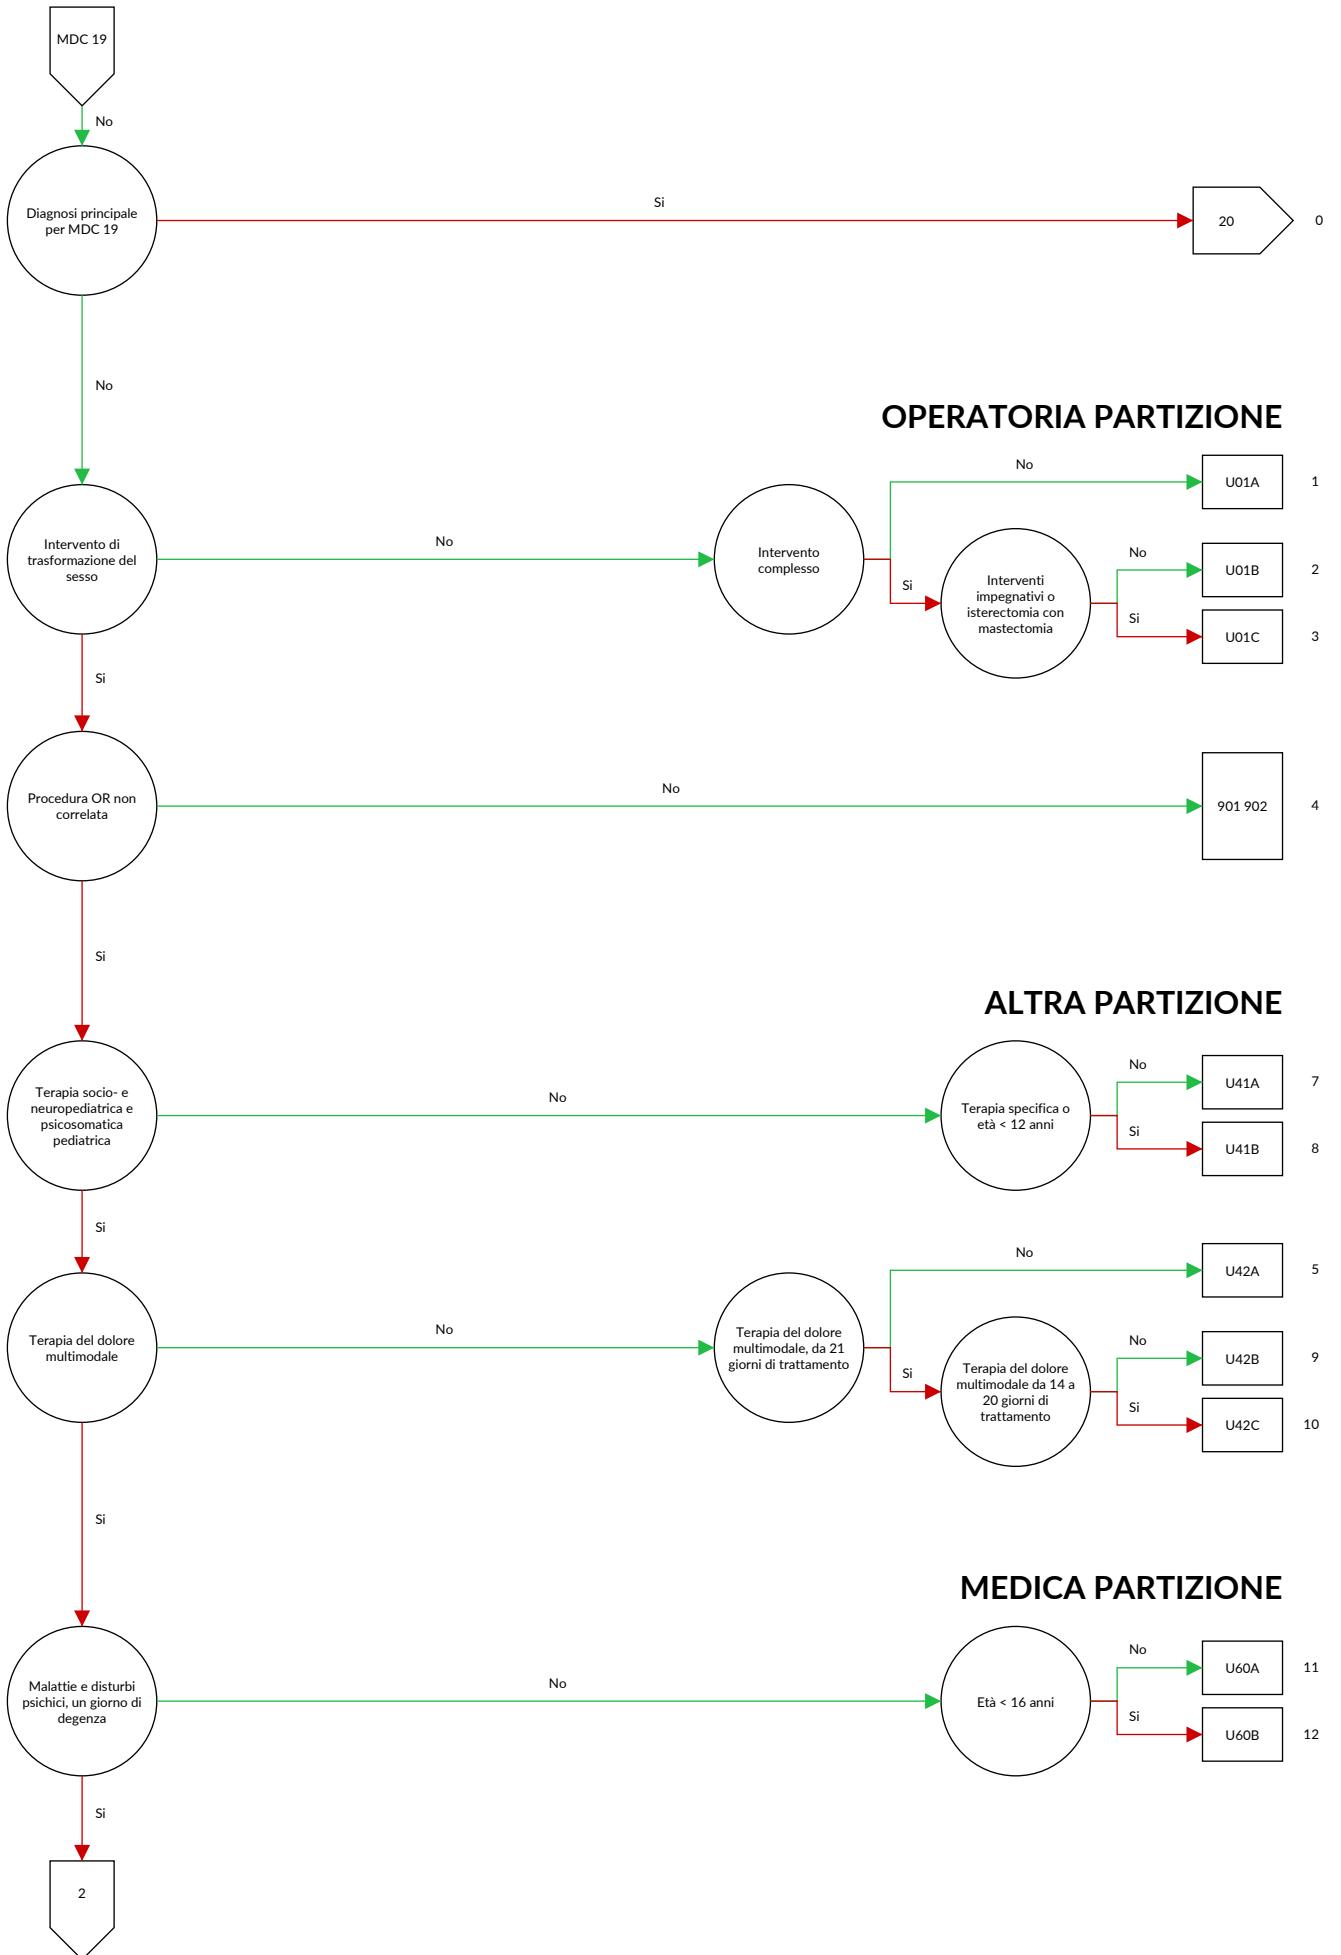 MDC 19
No
Diagnosi principale
per MDC 19
Si
20
0
No
OPERATORIA PARTIZIONE
Intervento di
trasformazione del
sesso
No
Intervento
complesso
No
U01A
1
Si
Interventi
impegnativi o
isterectomia con
mastectomia
No
U01B
2
Si
U01C
3
Si
Procedura OR non
correlata
No
901 902
4
Si
ALTRA PARTIZIONE
Terapia socio- e
neuropediatrica e
psicosomatica
pediatrica
No
Terapia specifica o
età < 12 anni
No
U41A
7
Si
U41B
8
Si
Terapia del dolore
multimodale
No
Terapia del dolore
multimodale, da 21
giorni di trattamento
No
U42A
5
Si
Terapia del dolore
multimodale da 14 a
20 giorni di
trattamento
No
U42B
9
Si
U42C
10
Si
MEDICA PARTIZIONE
Malattie e disturbi
psichici, un giorno di
degenza
No
Età < 16 anni
No
U60A
11
Si
U60B
12
Si
2